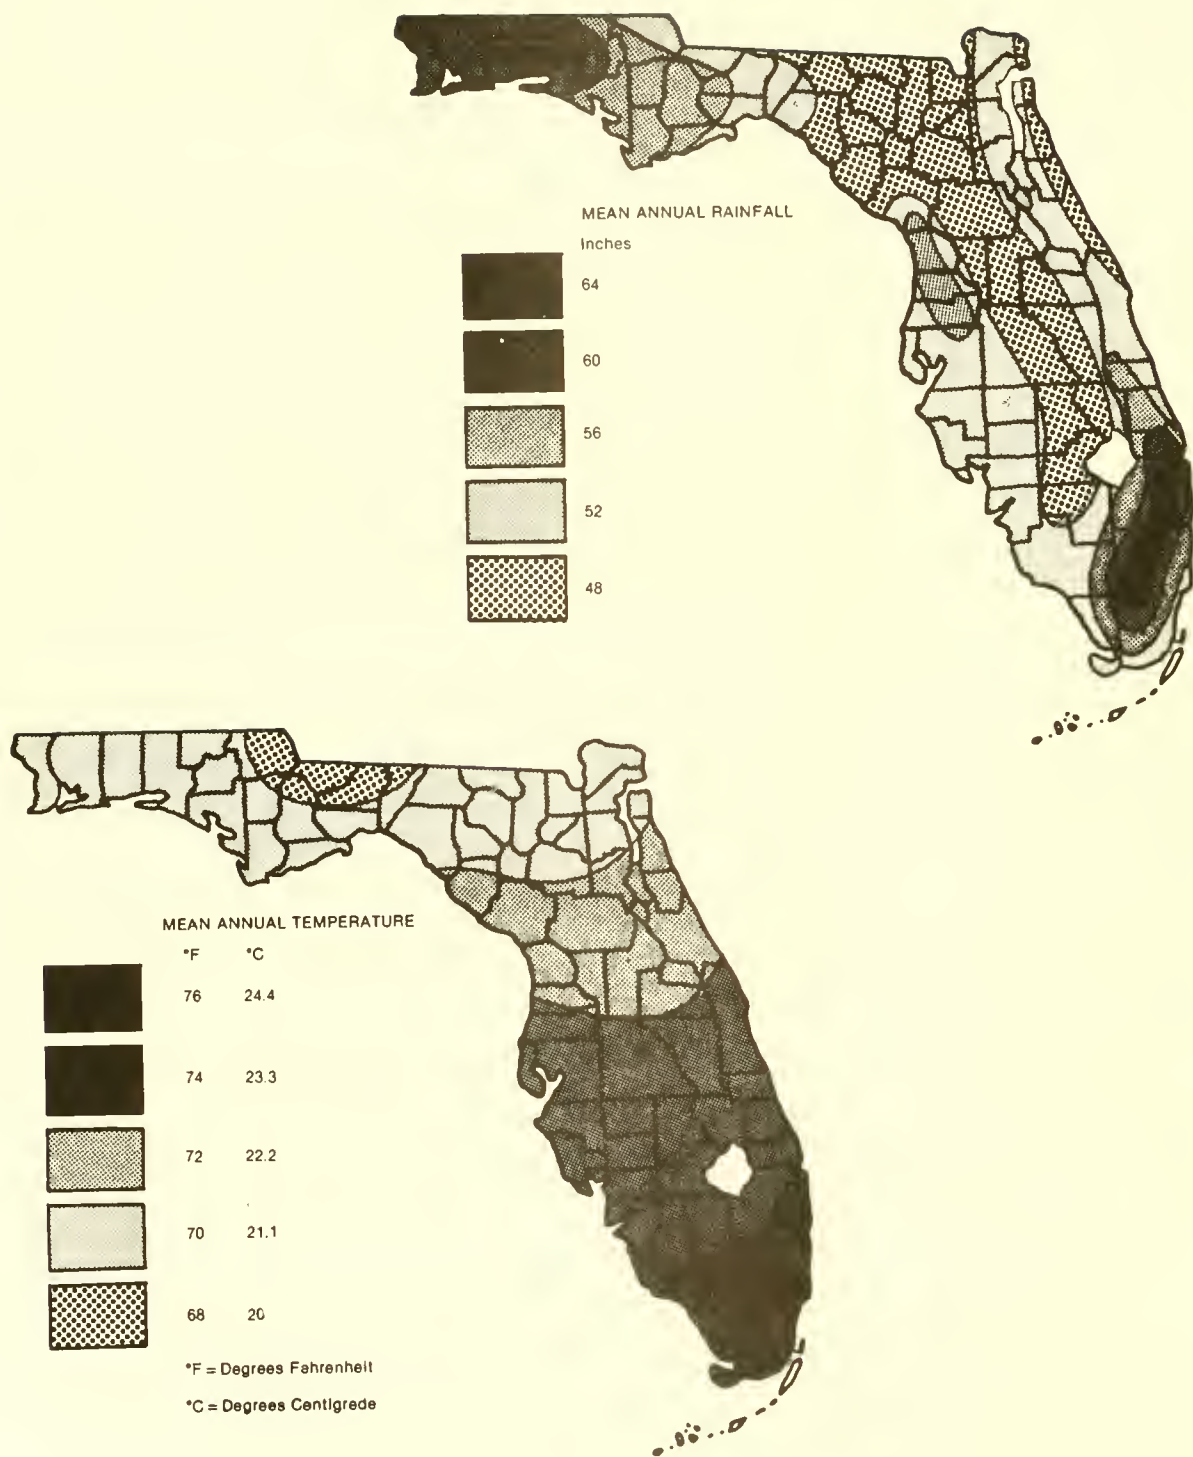 MEAN ANNUAL RAINFALL
Inches
64
60
56
52
48
MEAN ANNUAL TEMPERATURE
°F °C
76 24.4
74 23.3
72 22.2
70 21.1
68 20
°F = Degrees Fahrenheit
°C = Degrees Centigrede